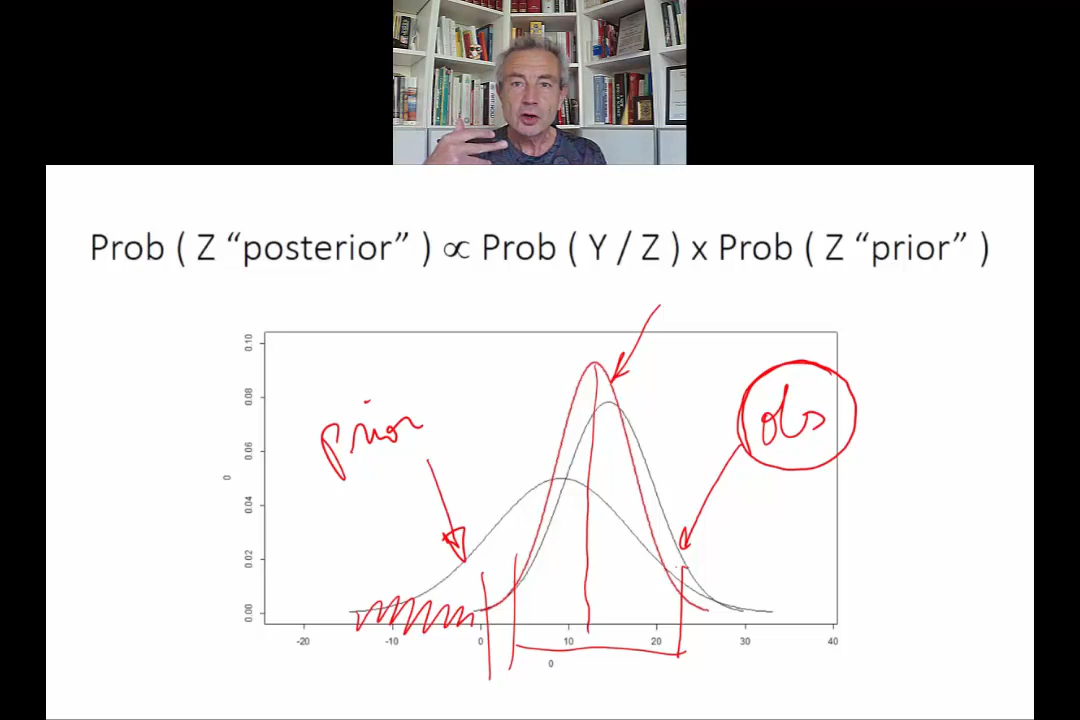 Prob ( Z “posterior” ) ∝ Prob ( Y / Z ) x Prob ( Z “prior” )
prior
obs
0.10
0.08
0.06
0.04
0.02
0.00
0
-20 -10 0 10 20 30 40
0